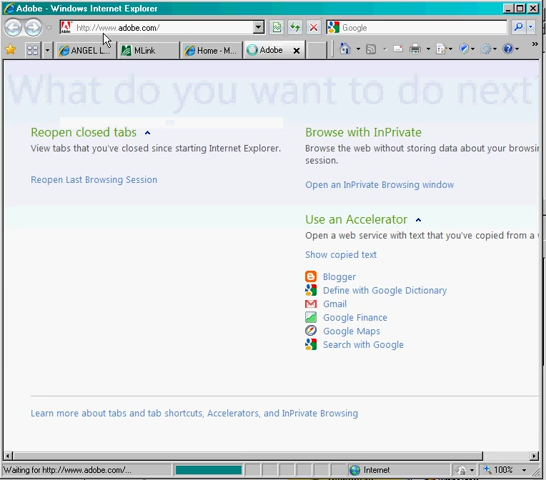 Adobe - Windows Internet Explorer
http://www.adobe.com/
Google
ANGEL L...
MLink
Home - M...
Adobe
What do you want to do next?
Reopen closed tabs
View tabs that you've closed since starting Internet Explorer.
Reopen Last Browsing Session
Browse with InPrivate
Browse the web without storing data about your browsin
session.
Open an InPrivate Browsing window
Use an Accelerator
Open a web service with text that you've copied from a
Show copied text
Blogger
Define with Google Dictionary
Gmail
Google Finance
Google Maps
Search with Google
Learn more about tabs and tab shortcuts, Accelerators, and InPrivate Browsing
Waiting for http://www.adobe.com/...
Internet
100%